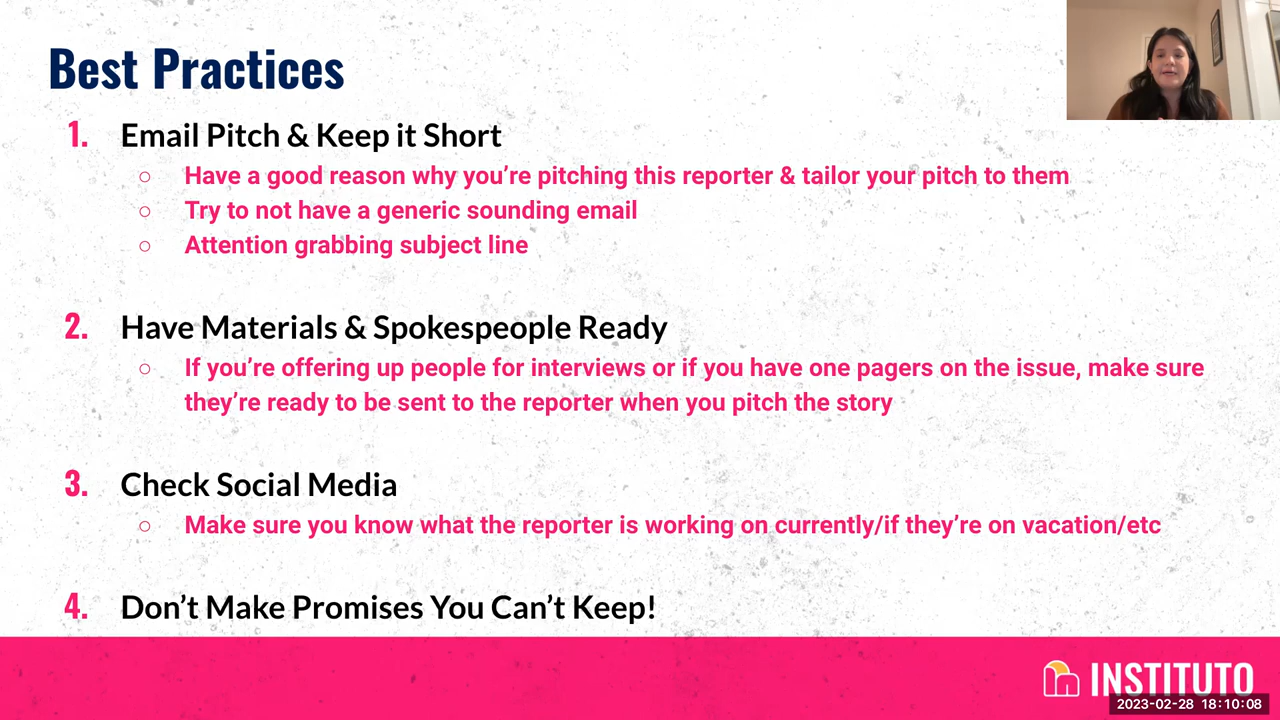 Best Practices
1. Email Pitch & Keep it Short
○ Have a good reason why you’re pitching this reporter & tailor your pitch to them
○ Try to not have a generic sounding email
○ Attention grabbing subject line
2. Have Materials & Spokespeople Ready
○ If you’re offering up people for interviews or if you have one pagers on the issue, make sure
they’re ready to be sent to the reporter when you pitch the story
3. Check Social Media
○ Make sure you know what the reporter is working on currently/if they’re on vacation/etc
4. Don’t Make Promises You Can’t Keep!
INSTITUTO
2023-02-28 18:10:08